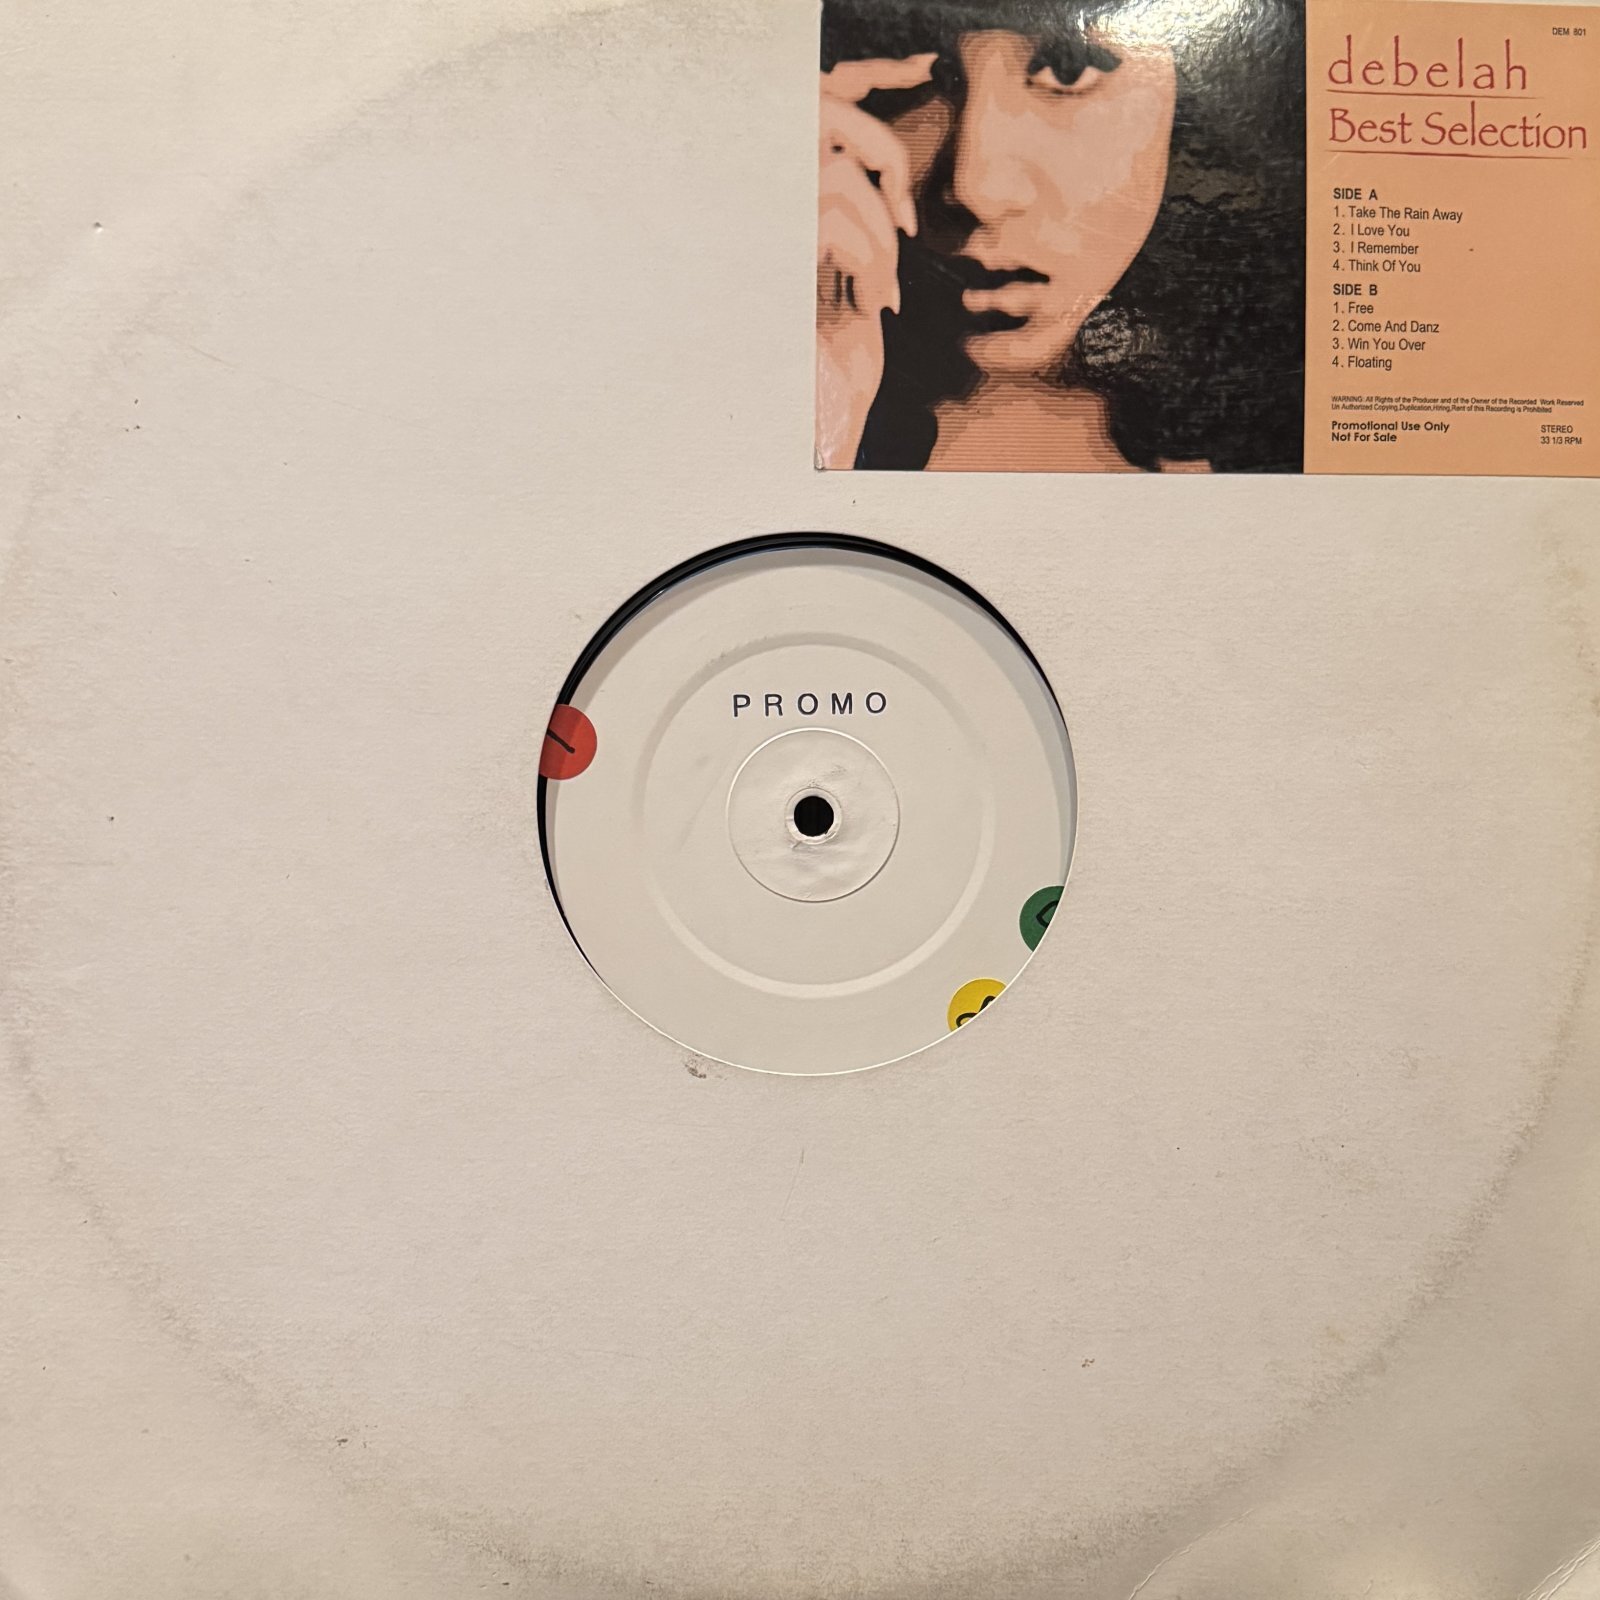 DEM 801
debelah
Best Selection
SIDE A
1. Take The Rain Away
2. I Love You
3. I Remember
4. Think Of You
SIDE B
1. Free
2. Come And Danz
3. Win You Over
4. Floating
WARNING: All Rights of the Producer and of the Owner of the Recorded Work Reserved
Un Authorized Copying,Duplication,Hiring,Rent of this Recording is Prohibited
Promotional Use Only
Not For Sale
STEREO
33 1/3 RPM
PROMO